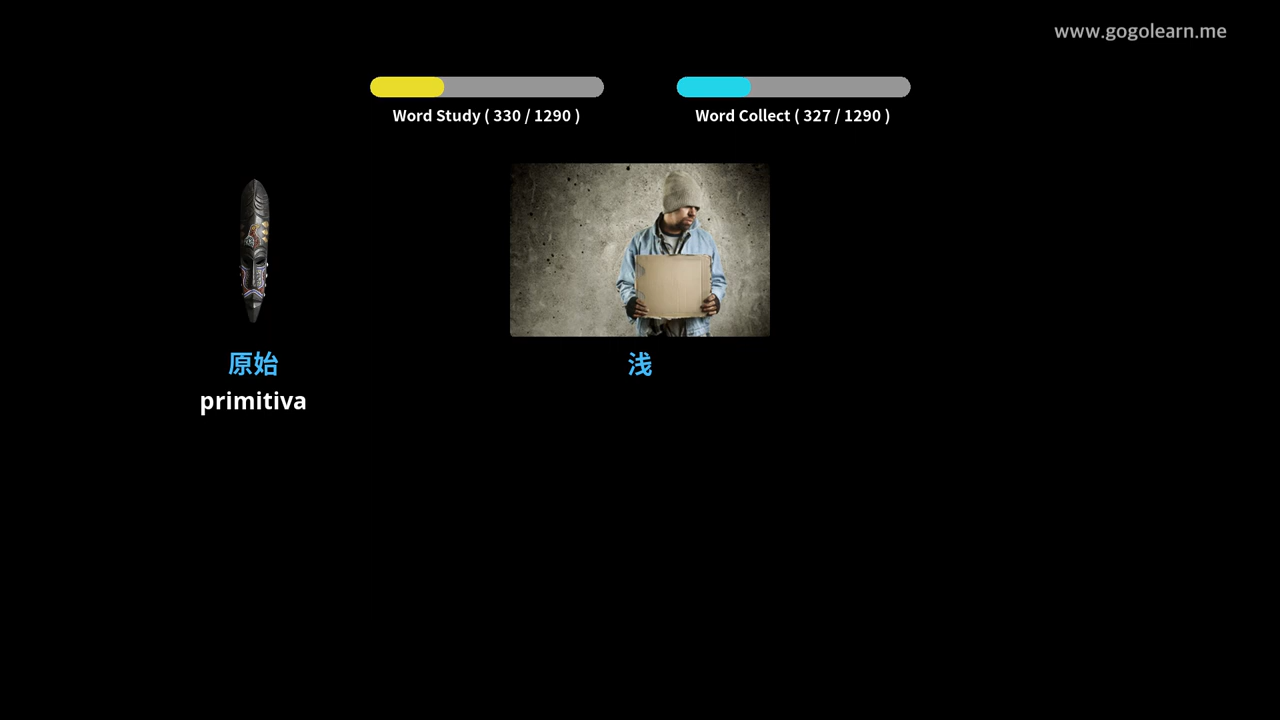 www.gogolearn.me
Word Study ( 330 / 1290 )
Word Collect ( 327 / 1290 )
原始
primitiva
浅